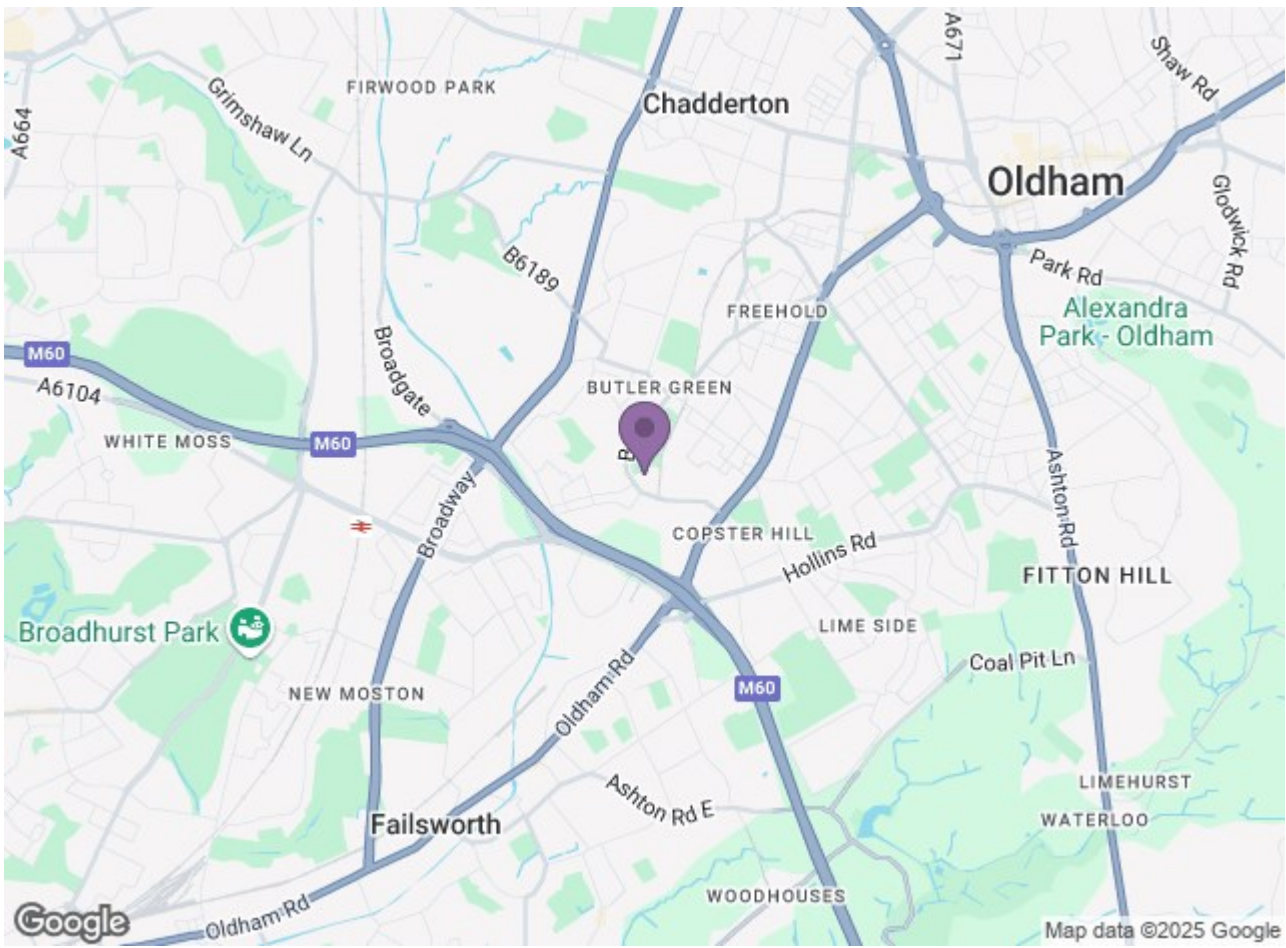 A671
Shaw Rd
FIRWOOD PARK
Grimshaw Ln
Chadderton
A664
Oldham
Glodwick Rd
B6189
Park Rd
FREEHOLD
Alexandra
Park - Oldham
M60
Broadgate
A6104
BUTLER GREEN
WHITE MOSS
M60
B
Ashton Rd
Broadway
COPSTER HILL
Hollins Rd
FITTON HILL
Broadhurst Park
LIME SIDE
Coal Pit Ln
NEW MOSTON
Oldham Rd
M60
LIMEHURST
Ashton Rd E
Failsworth
WATERLOO
WOODHOUSES
Oldham Rd
Google
Map data ©2025 Google